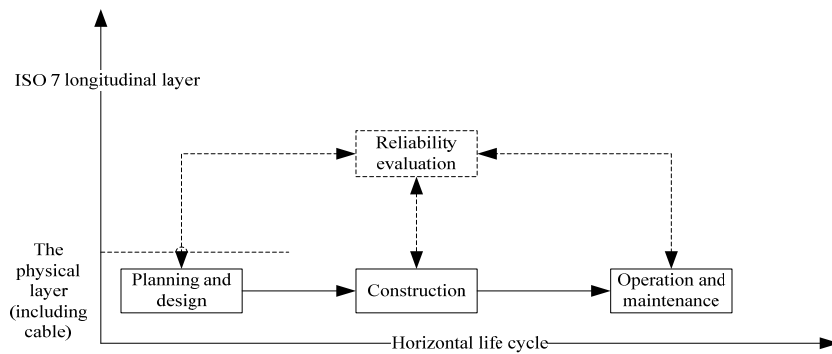 ISO 7 longitudinal layer
Reliability
evaluation
The
physical
layer
(including
cable)
Planning and
design
Construction
Operation and
maintenance
Horizontal life cycle